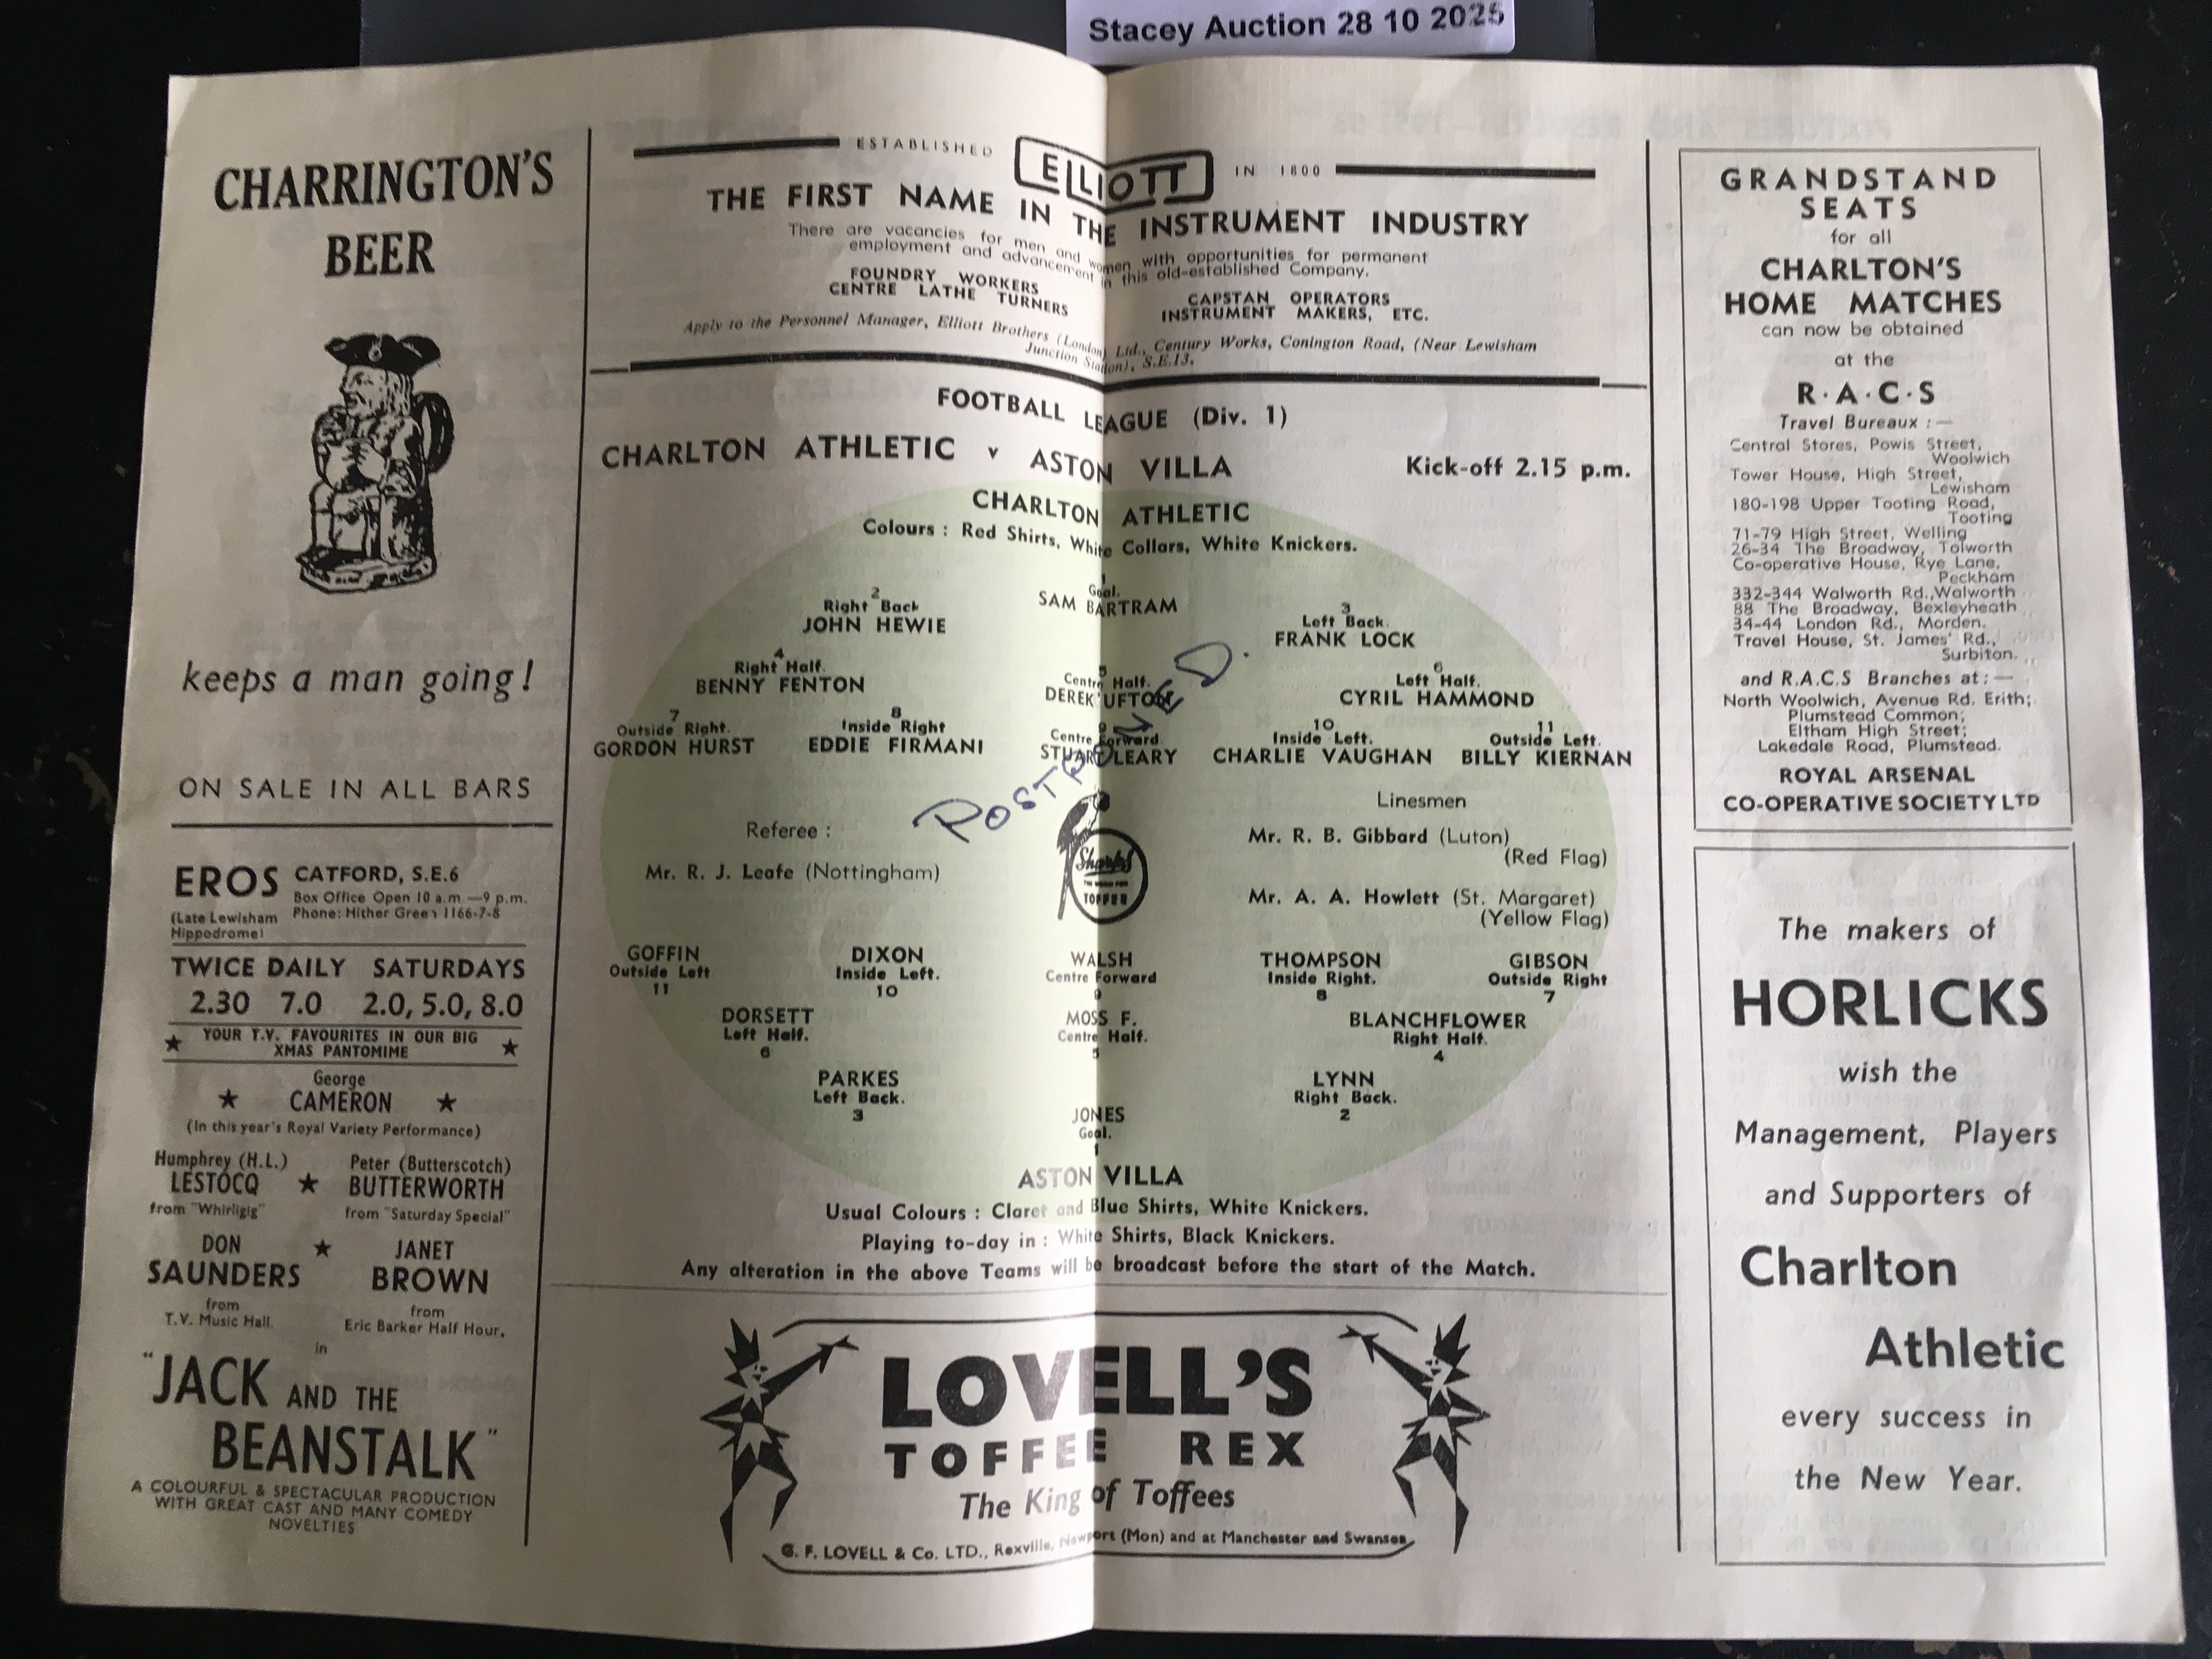 Stacey Auction 28 10 2025
CHARRINGTON'S
BEER
keeps a man going!
ON SALE IN ALL BARS
EROS CATFORD, S.E.6
Box Office Open 10 a.m.—9 p.m.
(Late Lewisham Phone: Hither Green 1166-7-8
Hippodrome)
TWICE DAILY SATURDAYS
2.30 7.0 2.0, 5.0, 8.0
★ YOUR T.V. FAVOURITES IN OUR BIG ★
XMAS PANTOMIME
George
★ CAMERON ★
(In this year's Royal Variety Performance)
Humphrey (H.L.) Peter (Butterscotch)
LESTOCQ ★ BUTTERWORTH
from "Whirligig" from "Saturday Special"
DON ★ JANET
SAUNDERS BROWN
from from
T.V. Music Hall. Eric Barker Half Hour.
in
"JACK AND THE
BEANSTALK"
A COLOURFUL & SPECTACULAR PRODUCTION
WITH GREAT CAST AND MANY COMEDY
NOVELTIES
ESTABLISHED ELLIOTT IN 1800
THE FIRST NAME IN THE INSTRUMENT INDUSTRY
There are vacancies for men and women with opportunities for permanent
employment and advancement in this old-established Company.
FOUNDRY WORKERS CAPSTAN OPERATORS
CENTRE LATHE TURNERS INSTRUMENT MAKERS, ETC.
Apply to the Personnel Manager, Elliott Brothers (London) Ltd., Century Works, Conington Road, (Near Lewisham
Junction Station), S.E.13.
FOOTBALL LEAGUE (Div. 1)
CHARLTON ATHLETIC v ASTON VILLA Kick-off 2.15 p.m.
CHARLTON ATHLETIC
Colours : Red Shirts, White Collars, White Knickers.
1
Goal.
SAM BARTRAM
2 3
Right Back Left Back.
JOHN HEWIE FRANK LOCK
4 5 6
Right Half. Centre Half. Left Half.
BENNY FENTON DEREK UFTON CYRIL HAMMOND
7 8 9 10 11
Outside Right. Inside Right Centre Forward Inside Left. Outside Left.
GORDON HURST EDDIE FIRMANI STUART LEARY CHARLIE VAUGHAN BILLY KIERNAN
POSTPONED.
Referee : Linesmen
Mr. R. J. Leafe (Nottingham) Mr. R. B. Gibbard (Luton)
(Red Flag)
Mr. A. A. Howlett (St. Margaret)
(Yellow Flag)
Sharp's
THE WORD FOR
TOFFEE
GOFFIN DIXON WALSH THOMPSON GIBSON
Outside Left Inside Left. Centre Forward Inside Right. Outside Right
11 10 9 8 7
DORSETT MOSS F. BLANCHFLOWER
Left Half. Centre Half. Right Half.
6 5 4
PARKES LYNN
Left Back. Right Back.
3 2
JONES
Goal.
1
ASTON VILLA
Usual Colours : Claret and Blue Shirts, White Knickers.
Playing to-day in : White Shirts, Black Knickers.
Any alteration in the above Teams will be broadcast before the start of the Match.
LOVELL'S
TOFFEE REX
The King of Toffees
G. F. LOVELL & Co. LTD., Rexville, Newport (Mon) and at Manchester and Swansea
GRANDSTAND
SEATS
for all
CHARLTON'S
HOME MATCHES
can now be obtained
at the
R·A·C·S
Travel Bureaux :—
Central Stores, Powis Street,
Woolwich
Tower House, High Street,
Lewisham
180-198 Upper Tooting Road,
Tooting
71-79 High Street, Welling
26-34 The Broadway, Tolworth
Co-operative House, Rye Lane,
Peckham
332-344 Walworth Rd., Walworth
88 The Broadway, Bexleyheath
34-44 London Rd., Morden.
Travel House, St. James' Rd.,
Surbiton.
and R.A.C.S Branches at :—
North Woolwich, Avenue Rd. Erith;
Plumstead Common;
Eltham High Street;
Lakedale Road, Plumstead.
ROYAL ARSENAL
CO-OPERATIVE SOCIETY LTD
The makers of
HORLICKS
wish the
Management, Players
and Supporters of
Charlton
Athletic
every success in
the New Year.